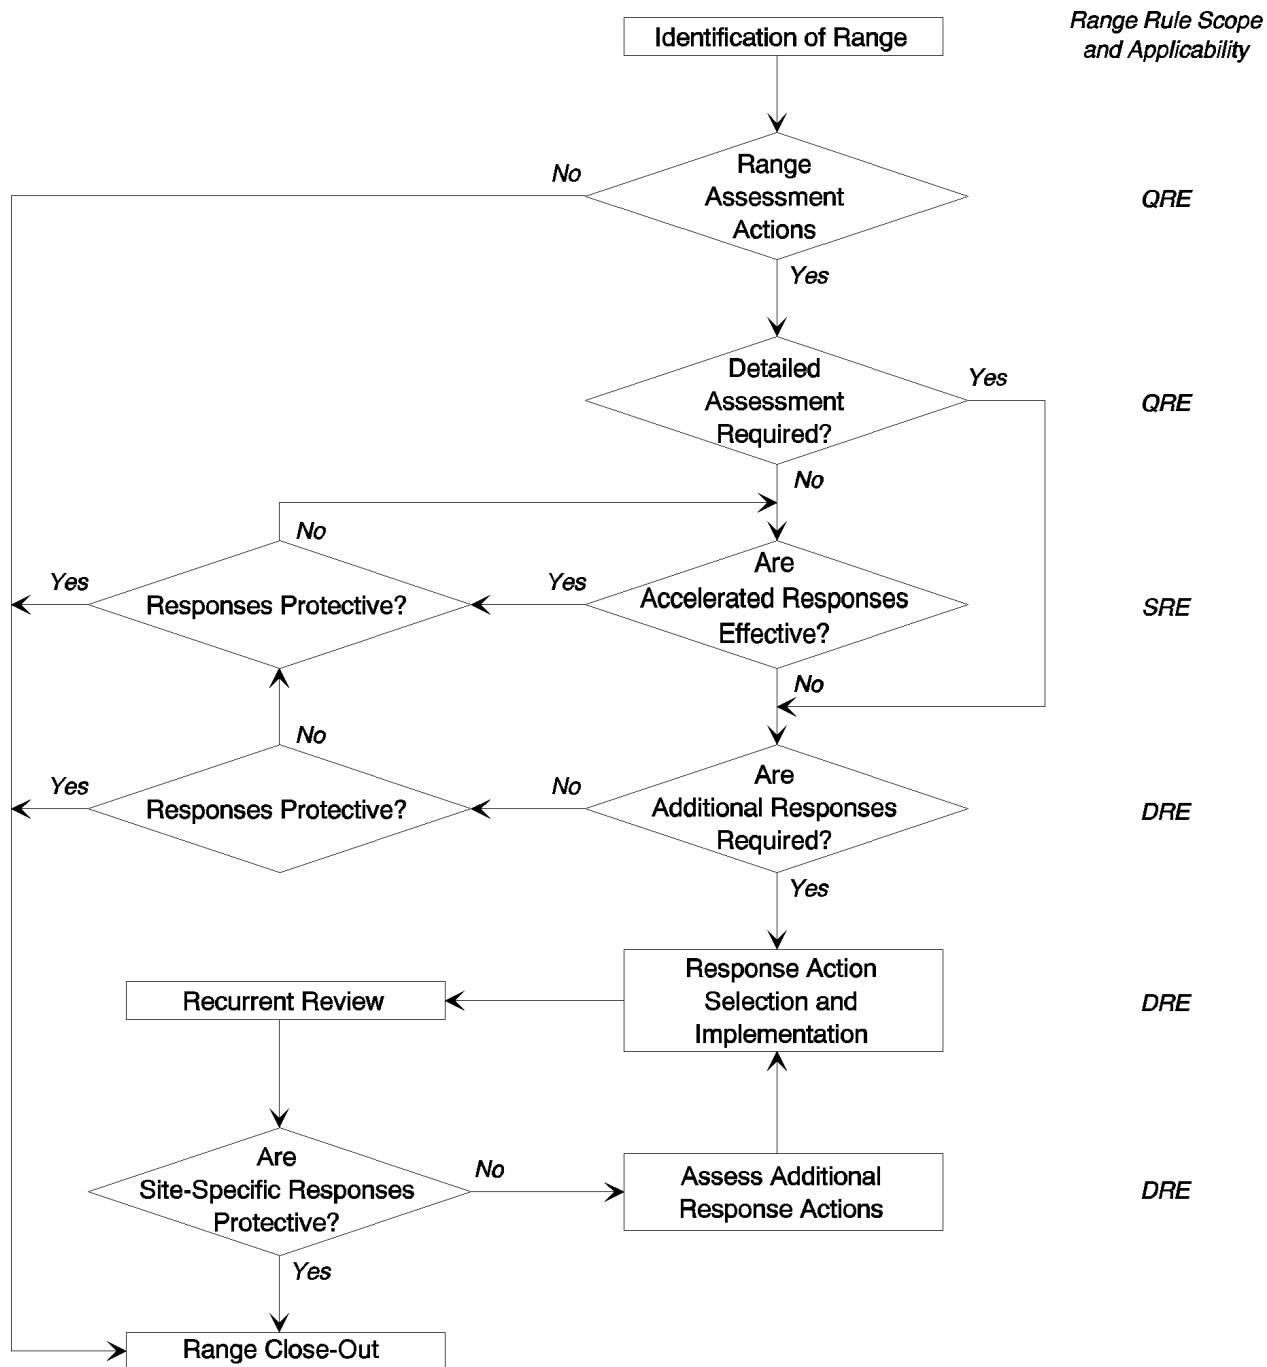 Identification of Range
Range Rule Scope
and Applicability
No
Range
Assessment
Actions
QRE
Yes
Detailed
Assessment
Required?
Yes
QRE
No
No
Yes
Responses Protective?
Yes
Are
Accelerated Responses
Effective?
SRE
No
No
Yes
Responses Protective?
No
Are
Additional Responses
Required?
DRE
Yes
Recurrent Review
Response Action
Selection and
Implementation
DRE
Are
Site-Specific Responses
Protective?
No
Assess Additional
Response Actions
DRE
Yes
Range Close-Out